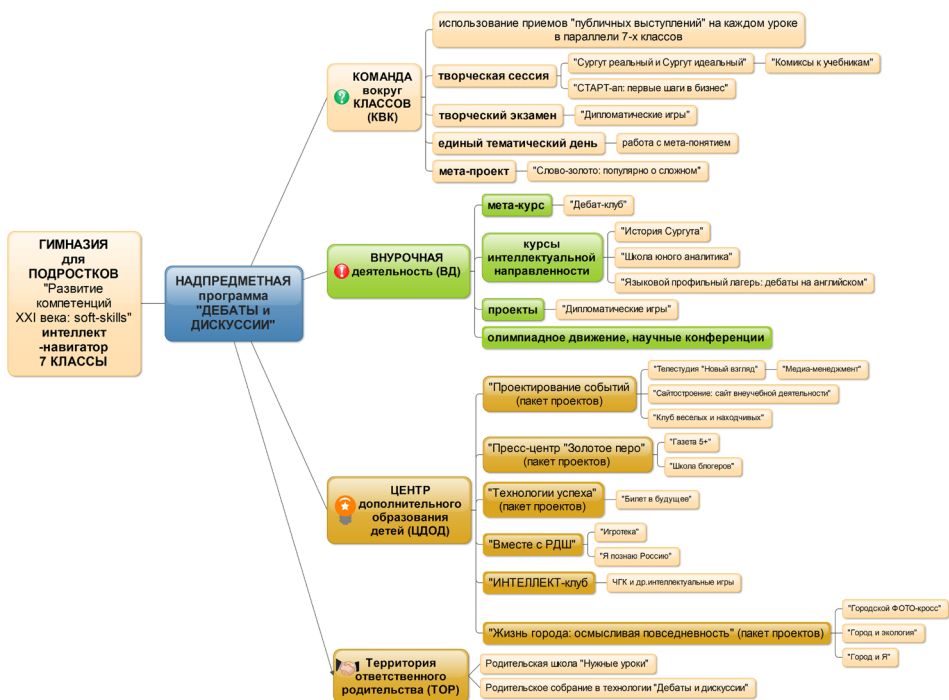 ГИМНАЗИЯ
для
ПОДРОСТКОВ
"Развитие
компетенций
XXI века: soft-skills"
интеллект
-навигатор
7 КЛАССЫ
НАДПРЕДМЕТНАЯ
программа
"ДЕБАТЫ и
ДИСКУССИИ"
КОМАНДА
вокруг
КЛАССОВ
(КВК)
использование приемов "публичных выступлений" на каждом уроке
в параллели 7-х классов
творческая сессия
"Сургут реальный и Сургут идеальный"
"Комиксы к учебникам"
"СТАРТ-ап: первые шаги в бизнес"
творческий экзамен
"Дипломатические игры"
единый тематический день
работа с мета-понятием
мета-проект
"Слово-золото: популярно о сложном"
ВНУРОЧНАЯ
деятельность (ВД)
мета-курс
"Дебат-клуб"
курсы
интеллектуальной
направленности
"История Сургута"
"Школа юного аналитика"
"Языковой профильный лагерь: дебаты на английском"
проекты
"Дипломатические игры"
олимпиадное движение, научные конференции
ЦЕНТР
дополнительного
образования
детей (ЦДОД)
"Проектирование событий
(пакет проектов)
"Телестудия "Новый взгляд"
"Медиа-менеджмент"
"Сайтостроение: сайт внеучебной деятельности"
"Клуб веселых и находчивых"
"Пресс-центр "Золотое перо"
(пакет проектов)
"Газета 5+"
"Школа блогеров"
"Технологии успеха"
(пакет проектов)
"Билет в будущее"
"Вместе с РДШ"
"Игротека"
"Я познаю Россию"
"ИНТЕЛЛЕКТ-клуб
ЧГК и др.интеллектуальные игры
"Жизнь города: осмысливая повседневность" (пакет проектов)
"Городской ФОТО-кросс"
"Город и экология"
"Город и Я"
Территория
ответственного
родительства (ТОР)
Родительская школа "Нужные уроки"
Родительское собрание в технологии "Дебаты и дискуссии"